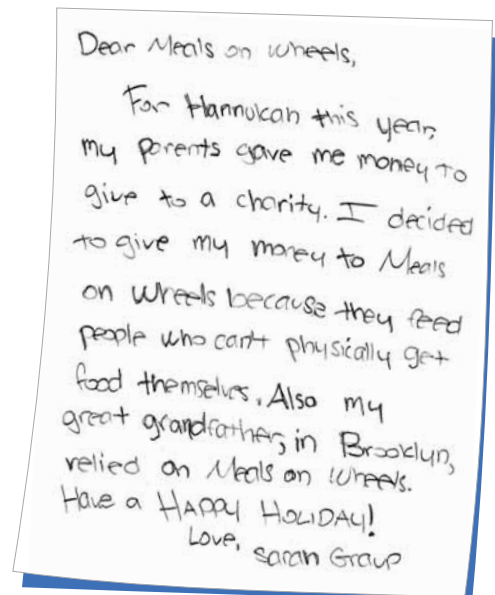 Dear Meals on Wheels,
For Hannukah this year,
my parents gave me money to
give to a charity. I decided
to give my money to Meals
on Wheels because they feed
people who can't physically get
food themselves. Also my
great grandfather, in Brooklyn,
relied on Meals on Wheels.
Have a HAPPY HOLIDAY!
Love,
Sarah Graup